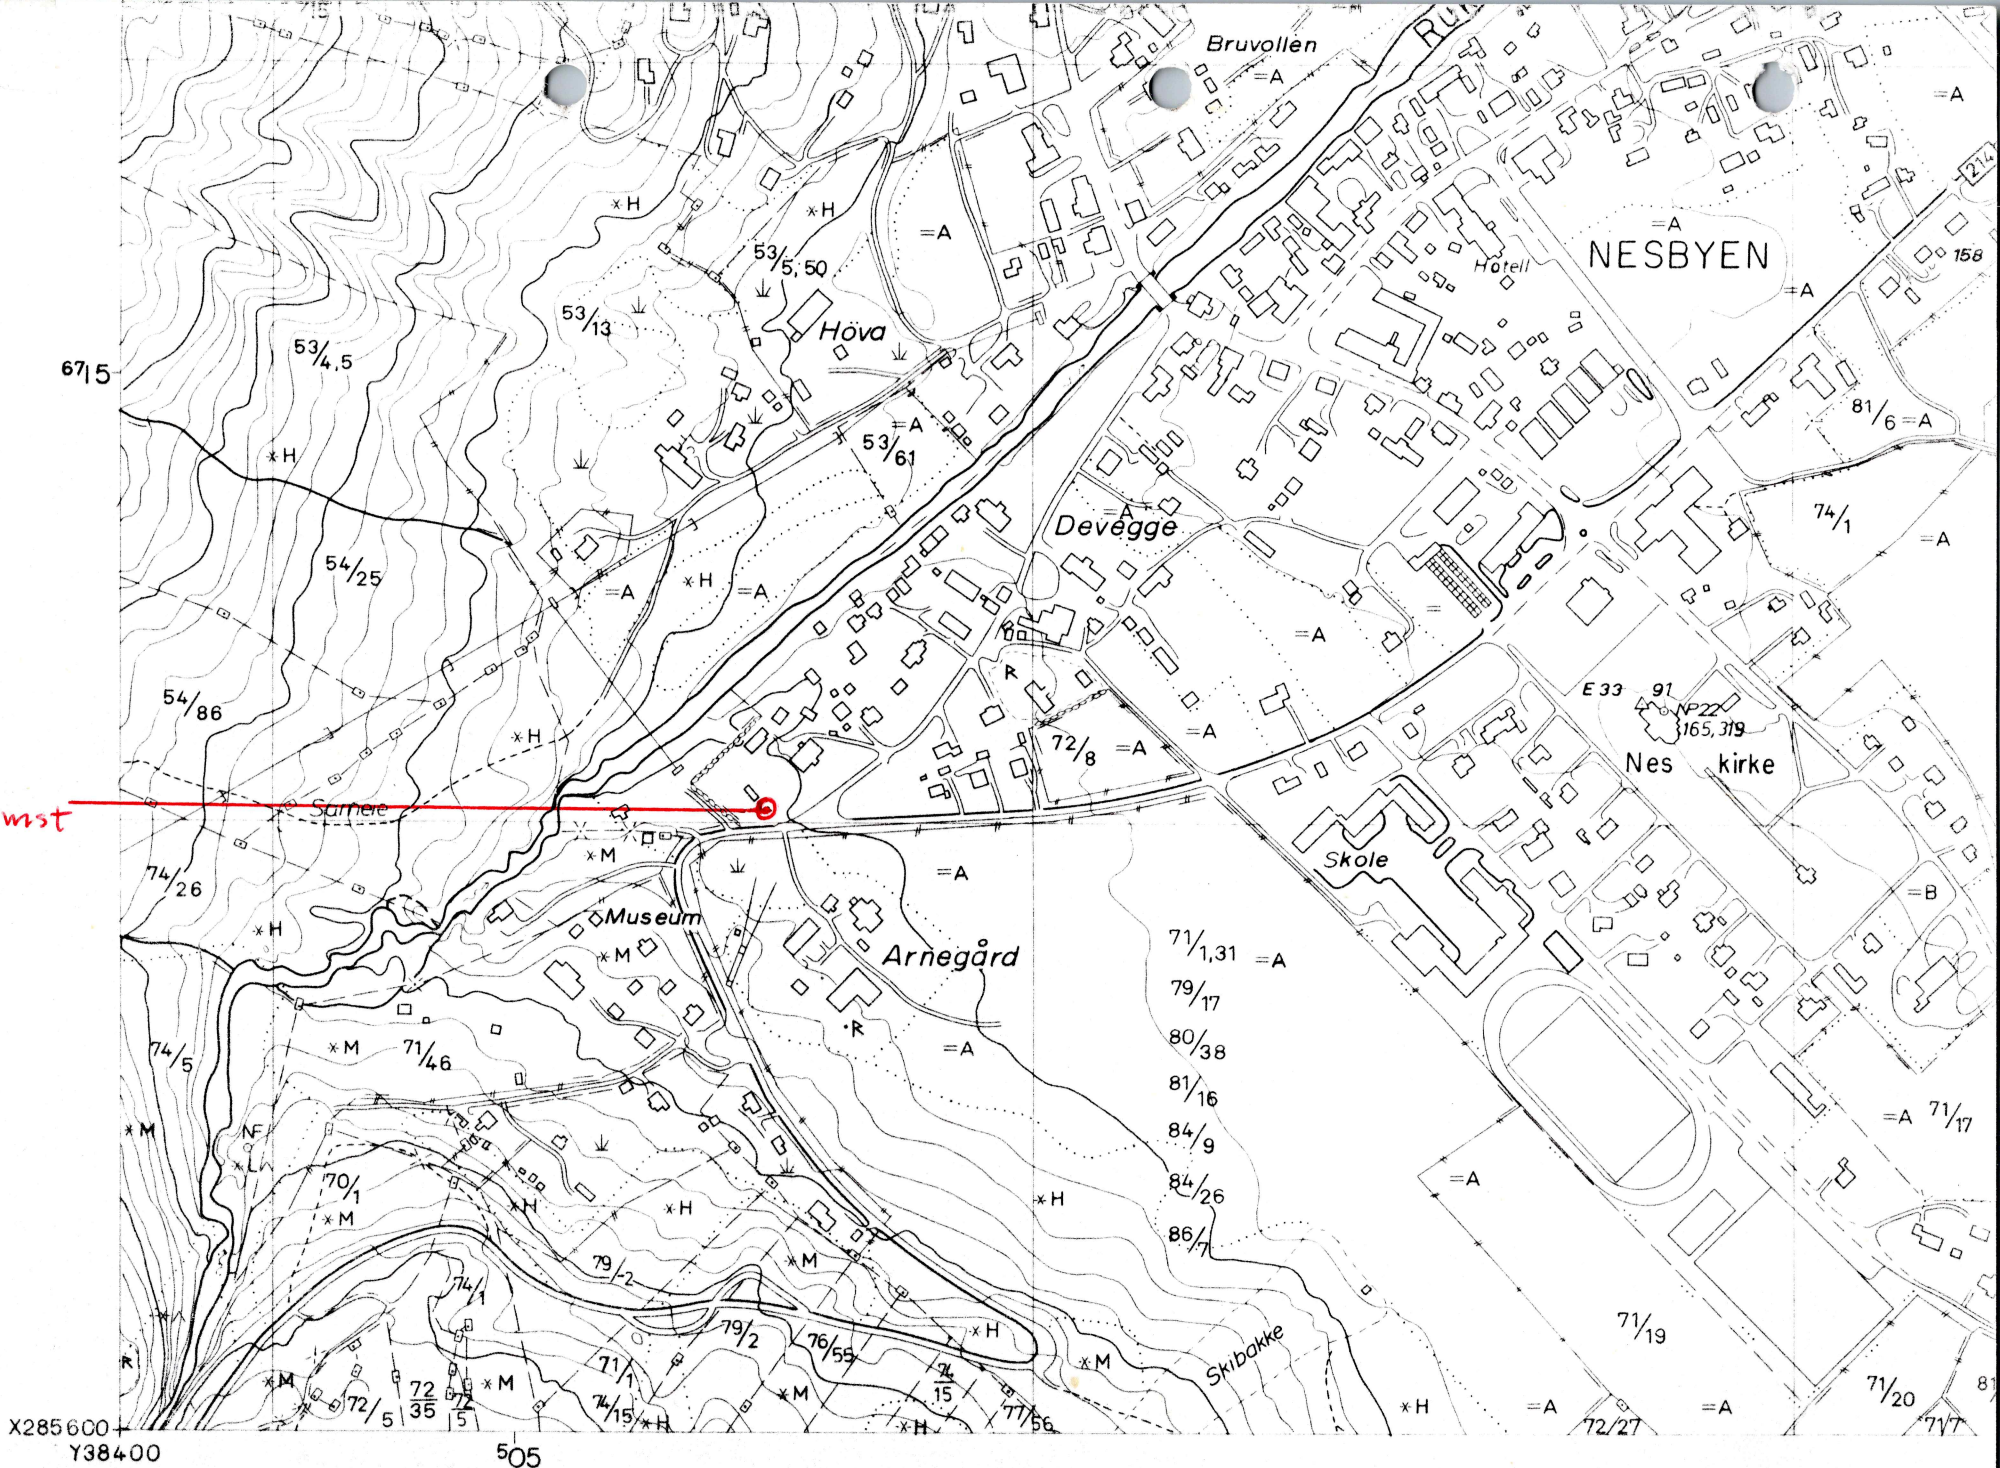 Bruvollen
=A
=A
214
*H
*H
=A
=A
53/5,50
NESBYEN
Hotell
158
=A
53/13
Höva
53/4,5
6715
81/6 =A
=A
53/61
*H
74/1
=A
Devegge
=A
54/25
*H
=A
=A
=
=A
R
E 33
91
NP22
165,319
54/86
*H
72/8 =A
=A
Nes kirke
mst
Sameie
*M
Skole
74/26
=A
=B
*H
Museum
*M
Arnegård
71/1,31 =A
79/17
R
74/5
*M
71/46
=A
80/38
81/16
*M
NF
=A
71/17
84/9
70/1
*M
*H
*H
*H
84/26
=A
86/7
79/2
*M
74/1
79/2
76/55
*H
71/19
R
71/1
*M
Skibakke
*M
72/5
72/35
72/5
*M
74/15
*H
*M
74/15
*H
77/56
*H
=A
72/27
=A
71/20
81
71/7
X285600
Y38400
505